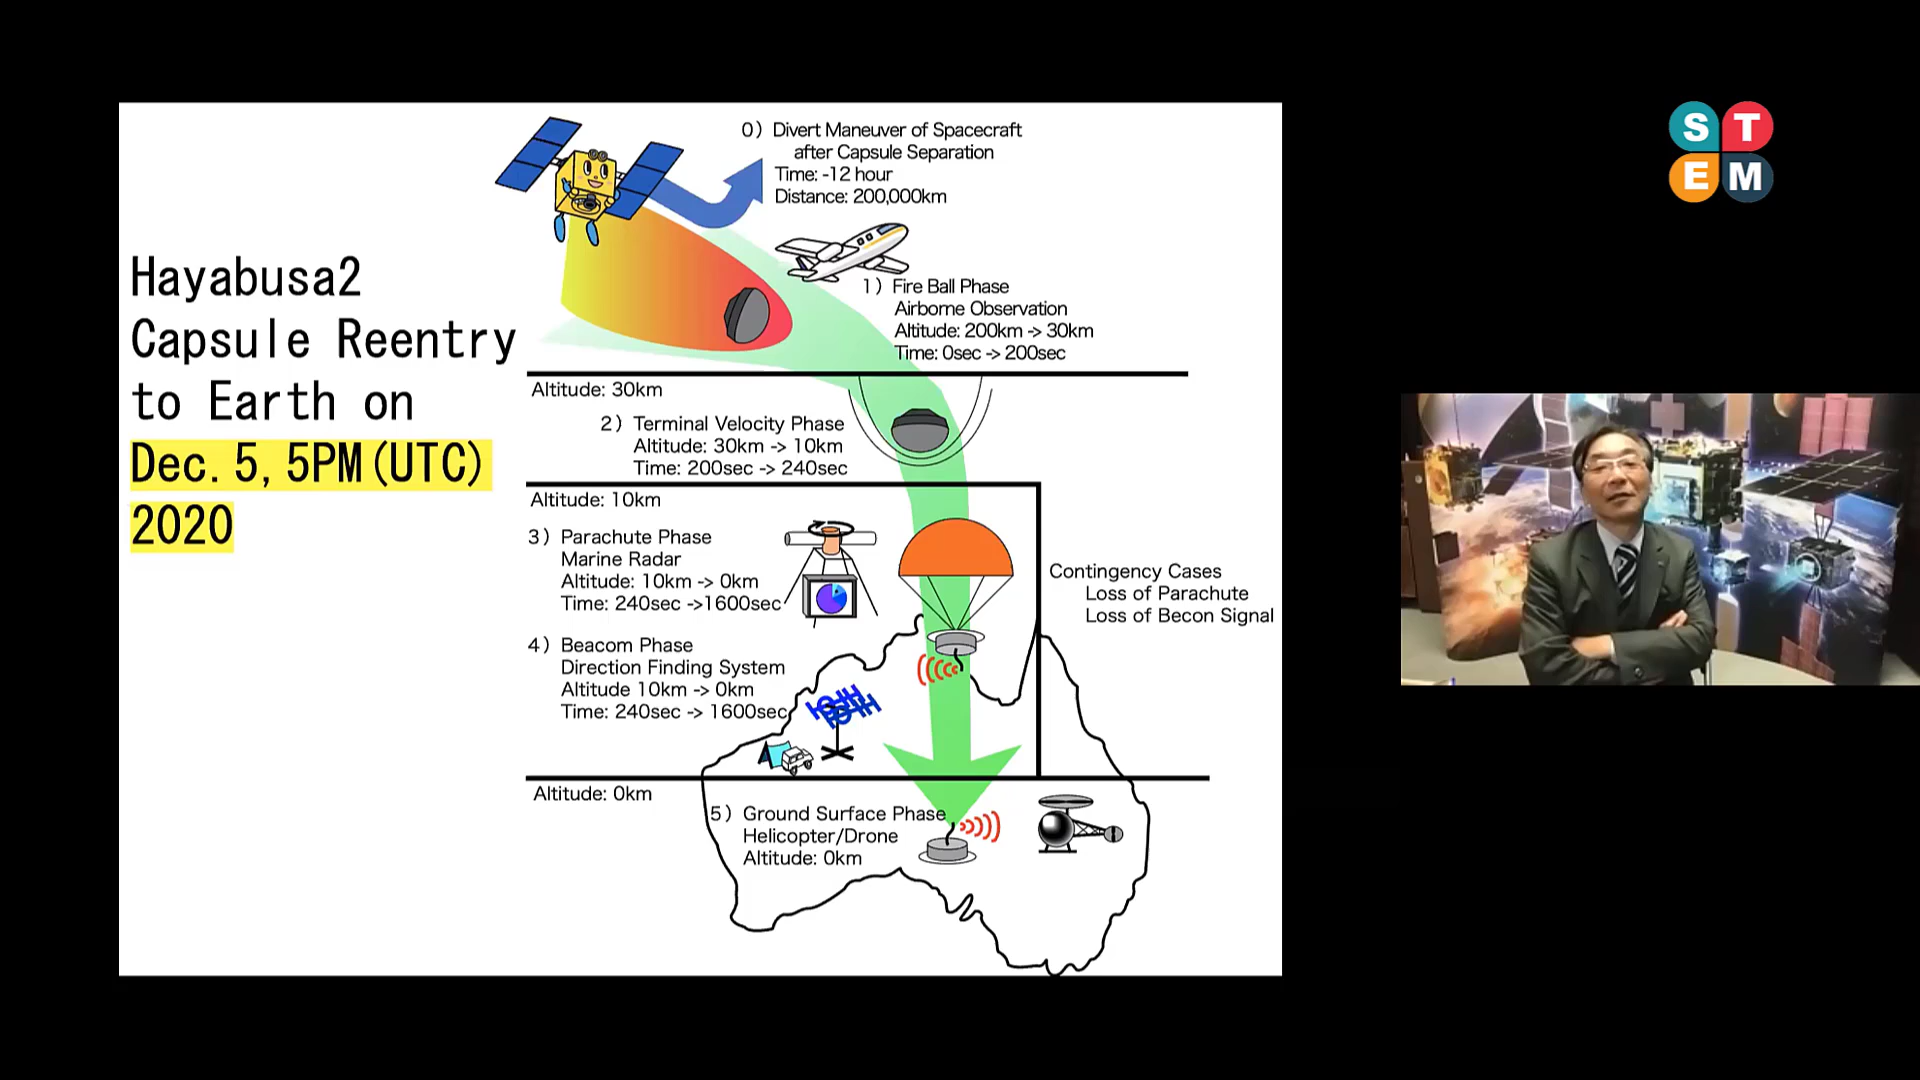 Hayabusa2
Capsule Reentry
to Earth on
Dec. 5, 5PM (UTC)
2020
0) Divert Maneuver of Spacecraft
after Capsule Separation
Time: -12 hour
Distance: 200,000km
1) Fire Ball Phase
Airborne Observation
Altitude: 200km -> 30km
Time: 0sec -> 200sec
Altitude: 30km
2) Terminal Velocity Phase
Altitude: 30km -> 10km
Time: 200sec -> 240sec
Altitude: 10km
3) Parachute Phase
Marine Radar
Altitude: 10km -> 0km
Time: 240sec ->1600sec
Contingency Cases
Loss of Parachute
Loss of Becon Signal
4) Beacom Phase
Direction Finding System
Altitude 10km -> 0km
Time: 240sec -> 1600sec
Altitude: 0km
5) Ground Surface Phase
Helicopter/Drone
Altitude: 0km
S T
E M